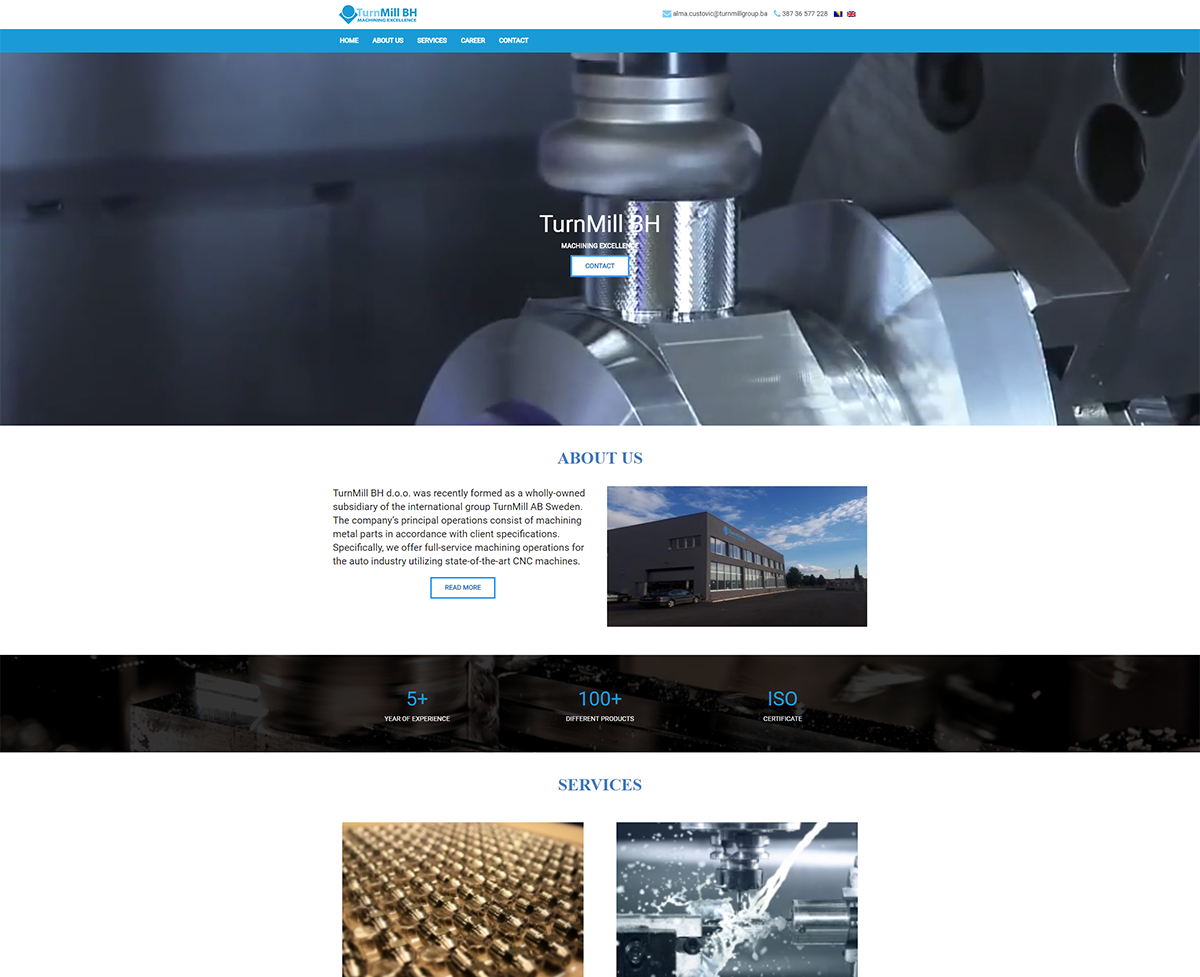 TurnMill BH
MACHINING EXCELLENCE
alma.custovic@turnmillgroup.ba 387 36 577 228
HOME ABOUT US SERVICES CAREER CONTACT
TurnMill BH
MACHINING EXCELLENCE
CONTACT
ABOUT US
TurnMill BH d.o.o. was recently formed as a wholly-owned
subsidiary of the international group TurnMill AB Sweden.
The company's principal operations consist of machining
metal parts in accordance with client specifications.
Specifically, we offer full-service machining operations for
the auto industry utilizing state-of-the-art CNC machines.
READ MORE
5+ 100+ ISO
YEAR OF EXPERIENCE DIFFERENT PRODUCTS CERTIFICATE
SERVICES